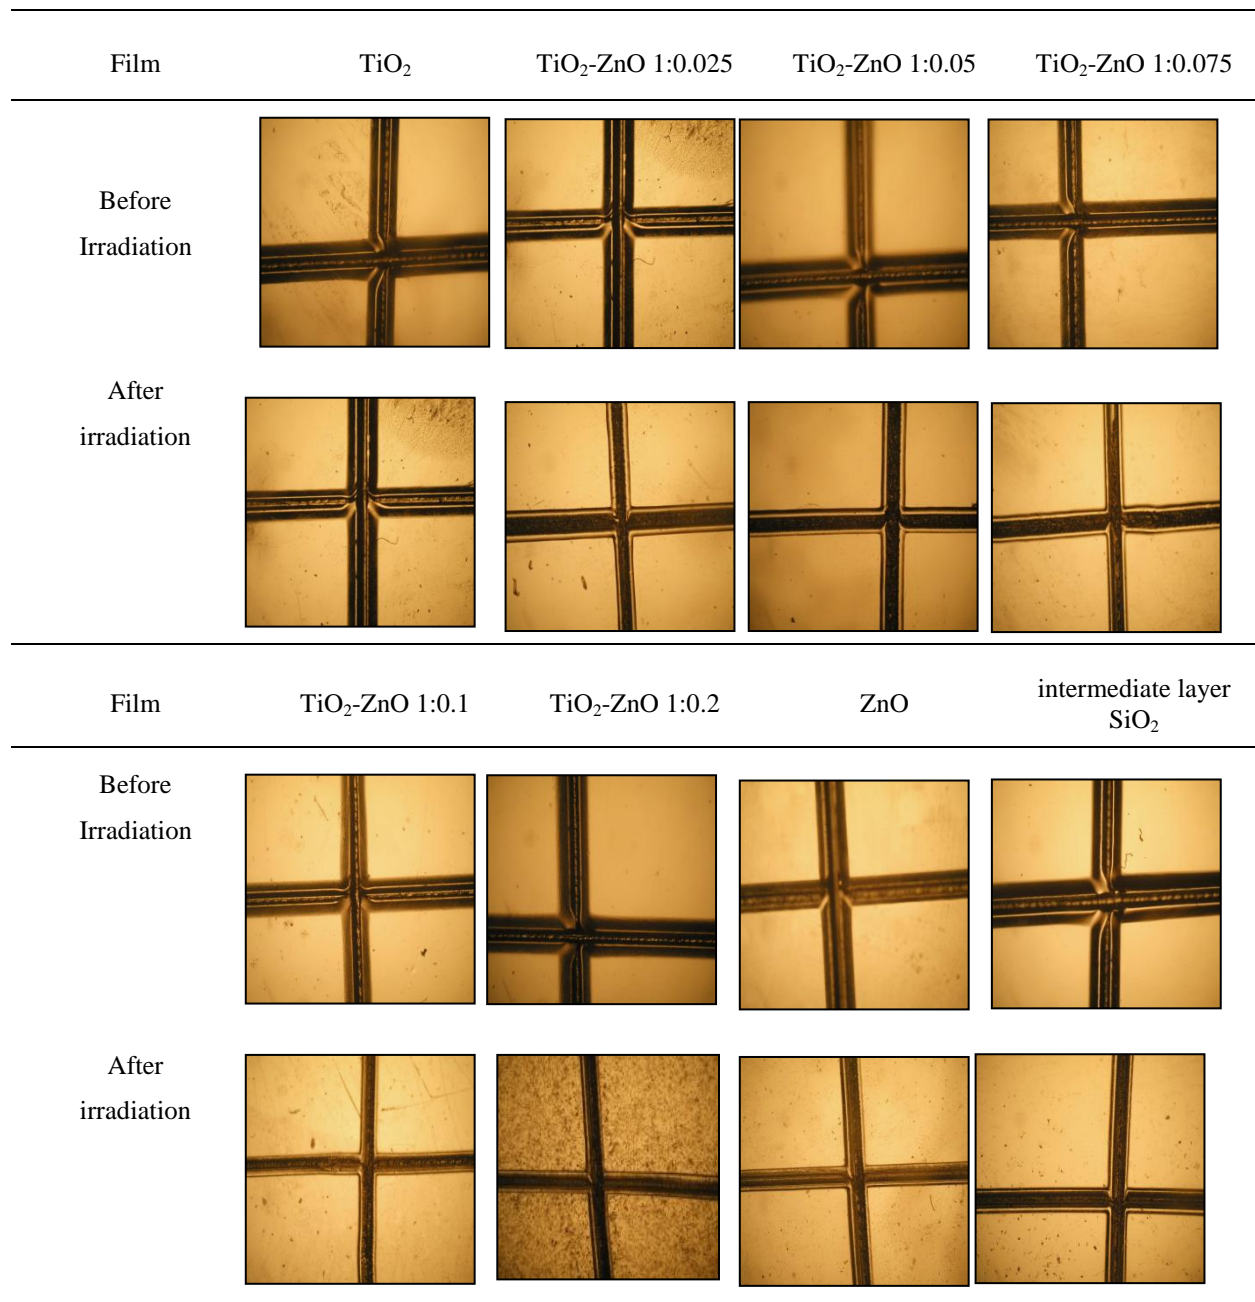 Film TiO₂ TiO₂-ZnO 1:0.025 TiO₂-ZnO 1:0.05 TiO₂-ZnO 1:0.075
Before
Irradiation
After
irradiation
Film TiO₂-ZnO 1:0.1 TiO₂-ZnO 1:0.2 ZnO intermediate layer
SiO₂
Before
Irradiation
After
irradiation